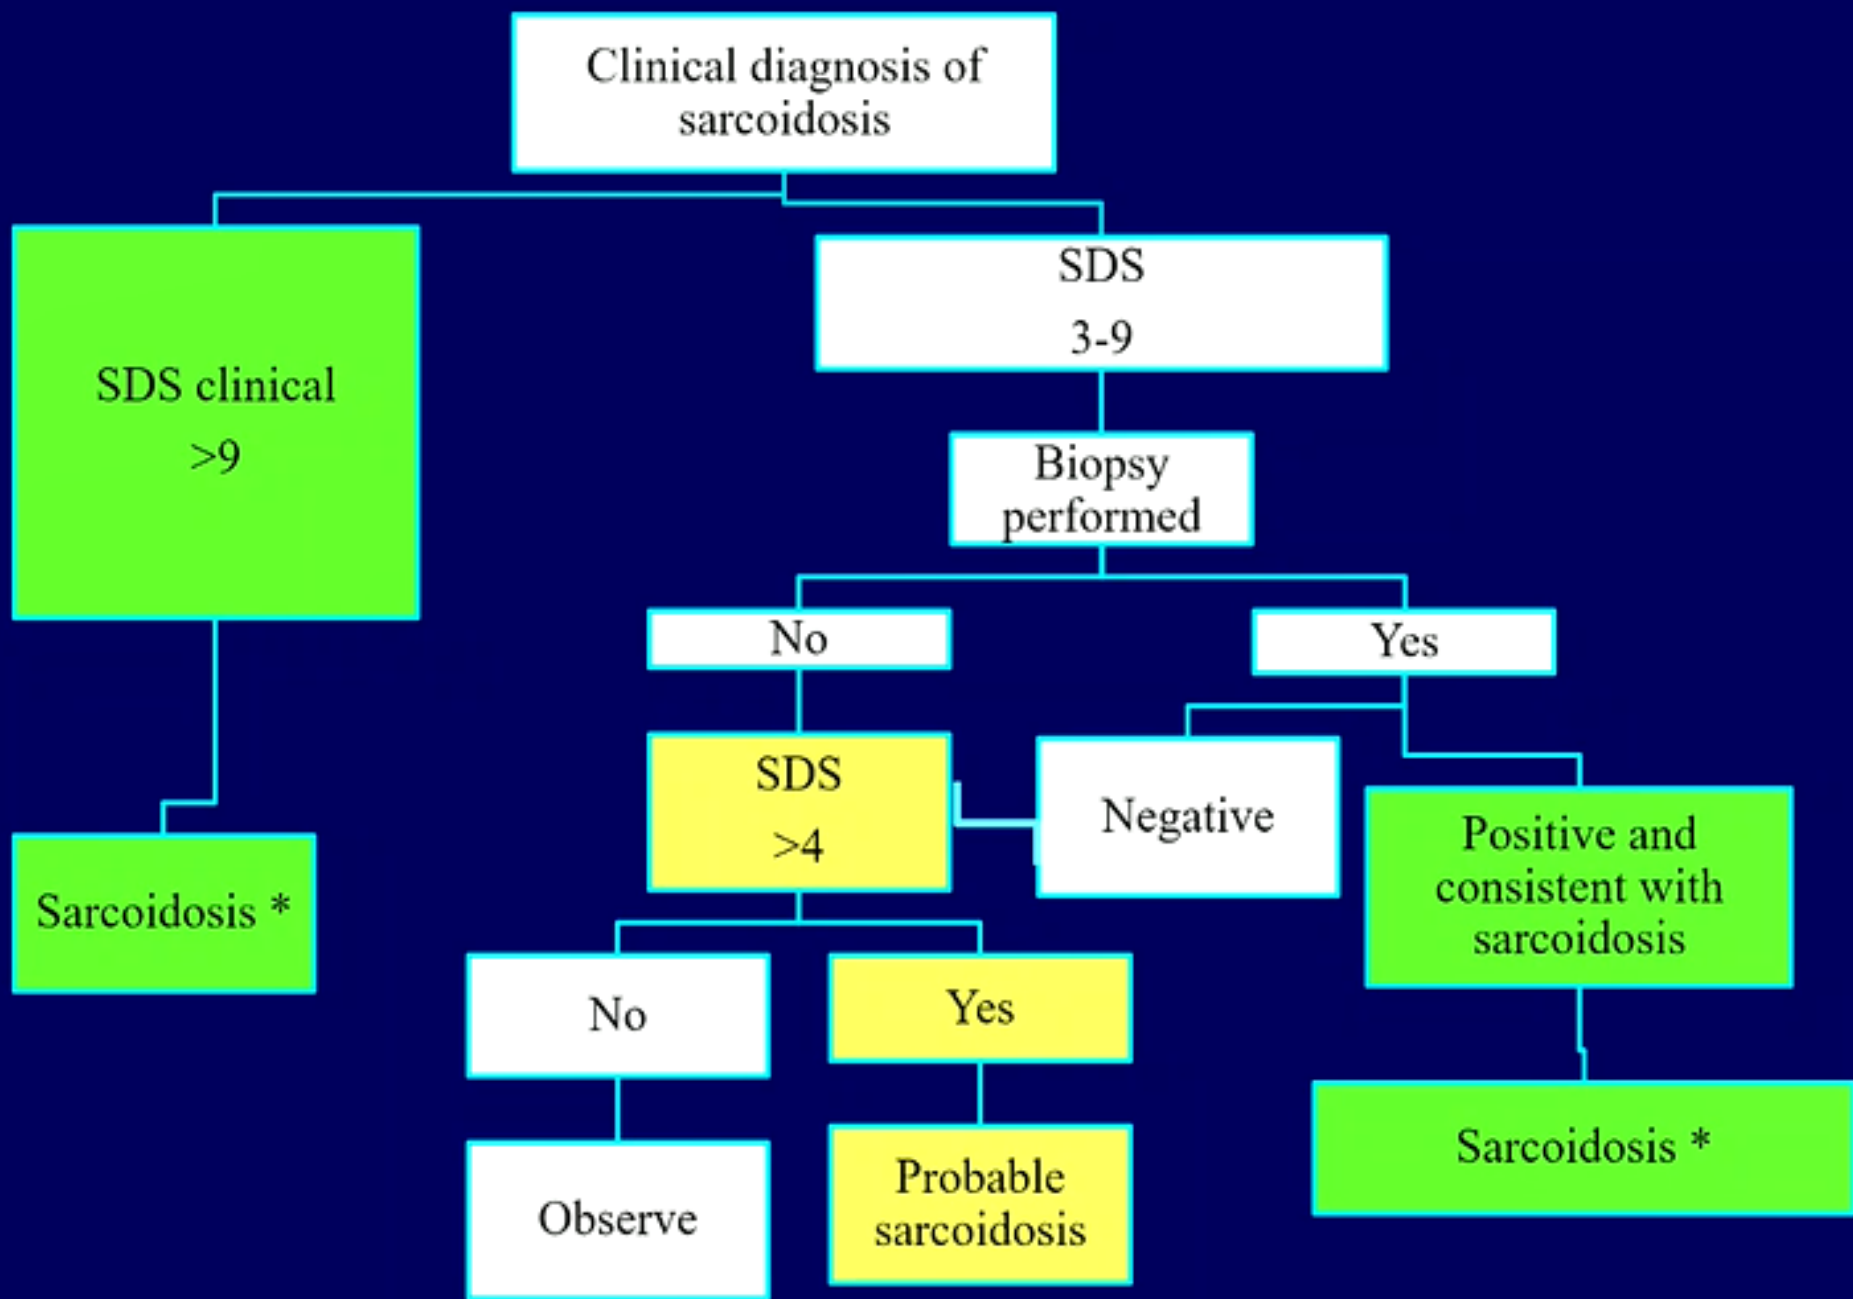 Clinical diagnosis of
sarcoidosis
SDS clinical
>9
SDS
3-9
Biopsy
performed
No
Yes
SDS
>4
Negative
Positive and
consistent with
sarcoidosis
Sarcoidosis *
No
Yes
Observe
Probable
sarcoidosis
Sarcoidosis *